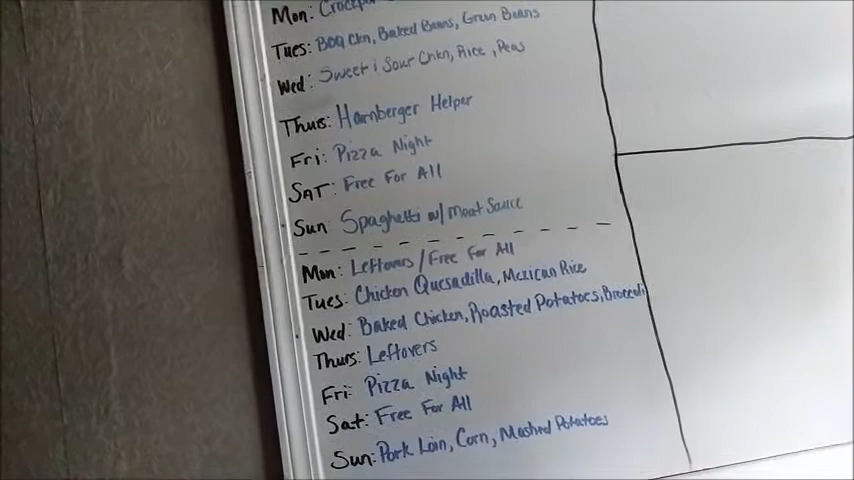 Mon: Crockpo
Tues: BBQ Ckn, Baked Beans, Green Beans
Wed: Sweet & Sour Chkn, Rice, Peas
Thurs: Hamberger Helper
Fri: Pizza Night
SAT: Free For All
Sun: Spaghetti w/ Meat Sauce
Mon: Leftovers / Free For All
Tues: Chicken Quesadilla, Mexican Rice
Wed: Baked Chicken, Roasted Potatoes, Broccoli
Thurs: Leftovers
Fri: Pizza Night
Sat: Free For All
Sun: Pork Loin, Corn, Mashed Potatoes